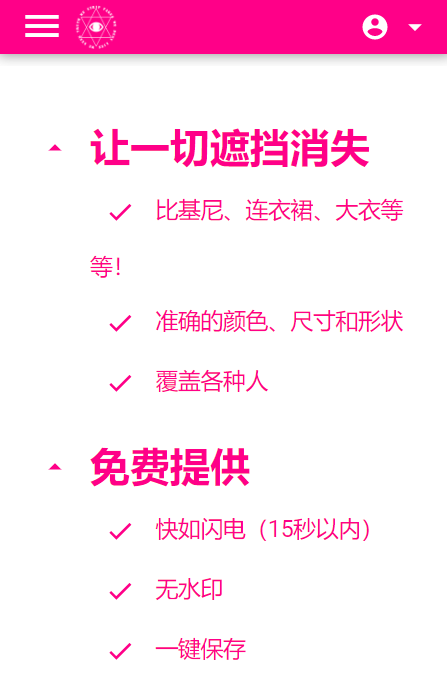 让一切遮挡消失
比基尼、连衣裙、大衣等
等！
准确的颜色、尺寸和形状
覆盖各种人
免费提供
快如闪电（15秒以内）
无水印
一键保存